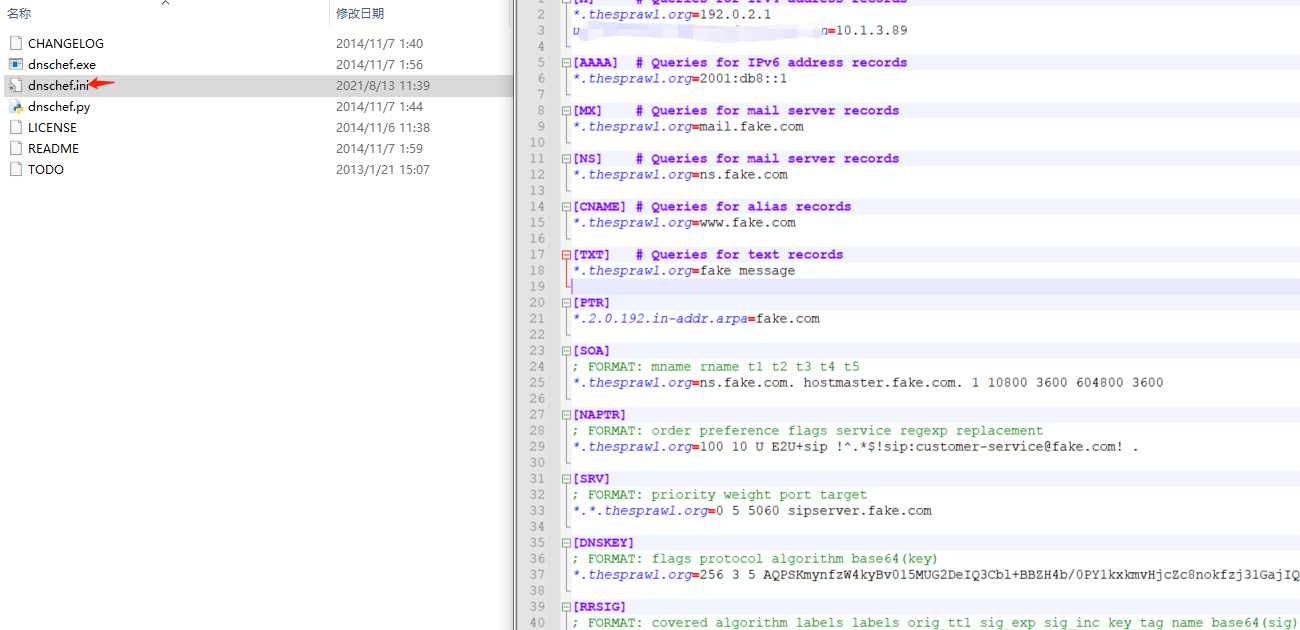 名称 修改日期
CHANGELOG 2014/11/7 1:40
dnschef.exe 2014/11/7 1:56
dnschef.ini 2021/8/13 11:39
dnschef.py 2014/11/7 1:44
LICENSE 2014/11/6 11:38
README 2014/11/7 1:59
TODO 2013/1/21 15:07
1 [A] # Queries for IPv4 address records
2 *.thesprawl.org=192.0.2.1
3 u g=10.1.3.89
4
5 [AAAA] # Queries for IPv6 address records
6 *.thesprawl.org=2001:db8::1
7
8 [MX] # Queries for mail server records
9 *.thesprawl.org=mail.fake.com
10
11 [NS] # Queries for mail server records
12 *.thesprawl.org=ns.fake.com
13
14 [CNAME] # Queries for alias records
15 *.thesprawl.org=www.fake.com
16
17 [TXT] # Queries for text records
18 *.thesprawl.org=fake message
19
20 [PTR]
21 *.2.0.192.in-addr.arpa=fake.com
22
23 [SOA]
24 ; FORMAT: mname rname t1 t2 t3 t4 t5
25 *.thesprawl.org=ns.fake.com. hostmaster.fake.com. 1 10800 3600 604800 3600
26
27 [NAPTR]
28 ; FORMAT: order preference flags service regexp replacement
29 *.thesprawl.org=100 10 U E2U+sip !^.*$!sip:customer-service@fake.com! .
30
31 [SRV]
32 ; FORMAT: priority weight port target
33 *.*.thesprawl.org=0 5 5060 sipserver.fake.com
34
35 [DNSKEY]
36 ; FORMAT: flags protocol algorithm base64(key)
37 *.thesprawl.org=256 3 5 AQPSKmynfzW4kyBv015MUG2DeIQ3Cbl+BBZH4b/0PY1kxkmvHjcZc8nokfzj31GajIQ
38
39 [RRSIG]
40 ; FORMAT: covered algorithm labels labels orig_ttl sig_exp sig_inc key_tag name base64(sig)